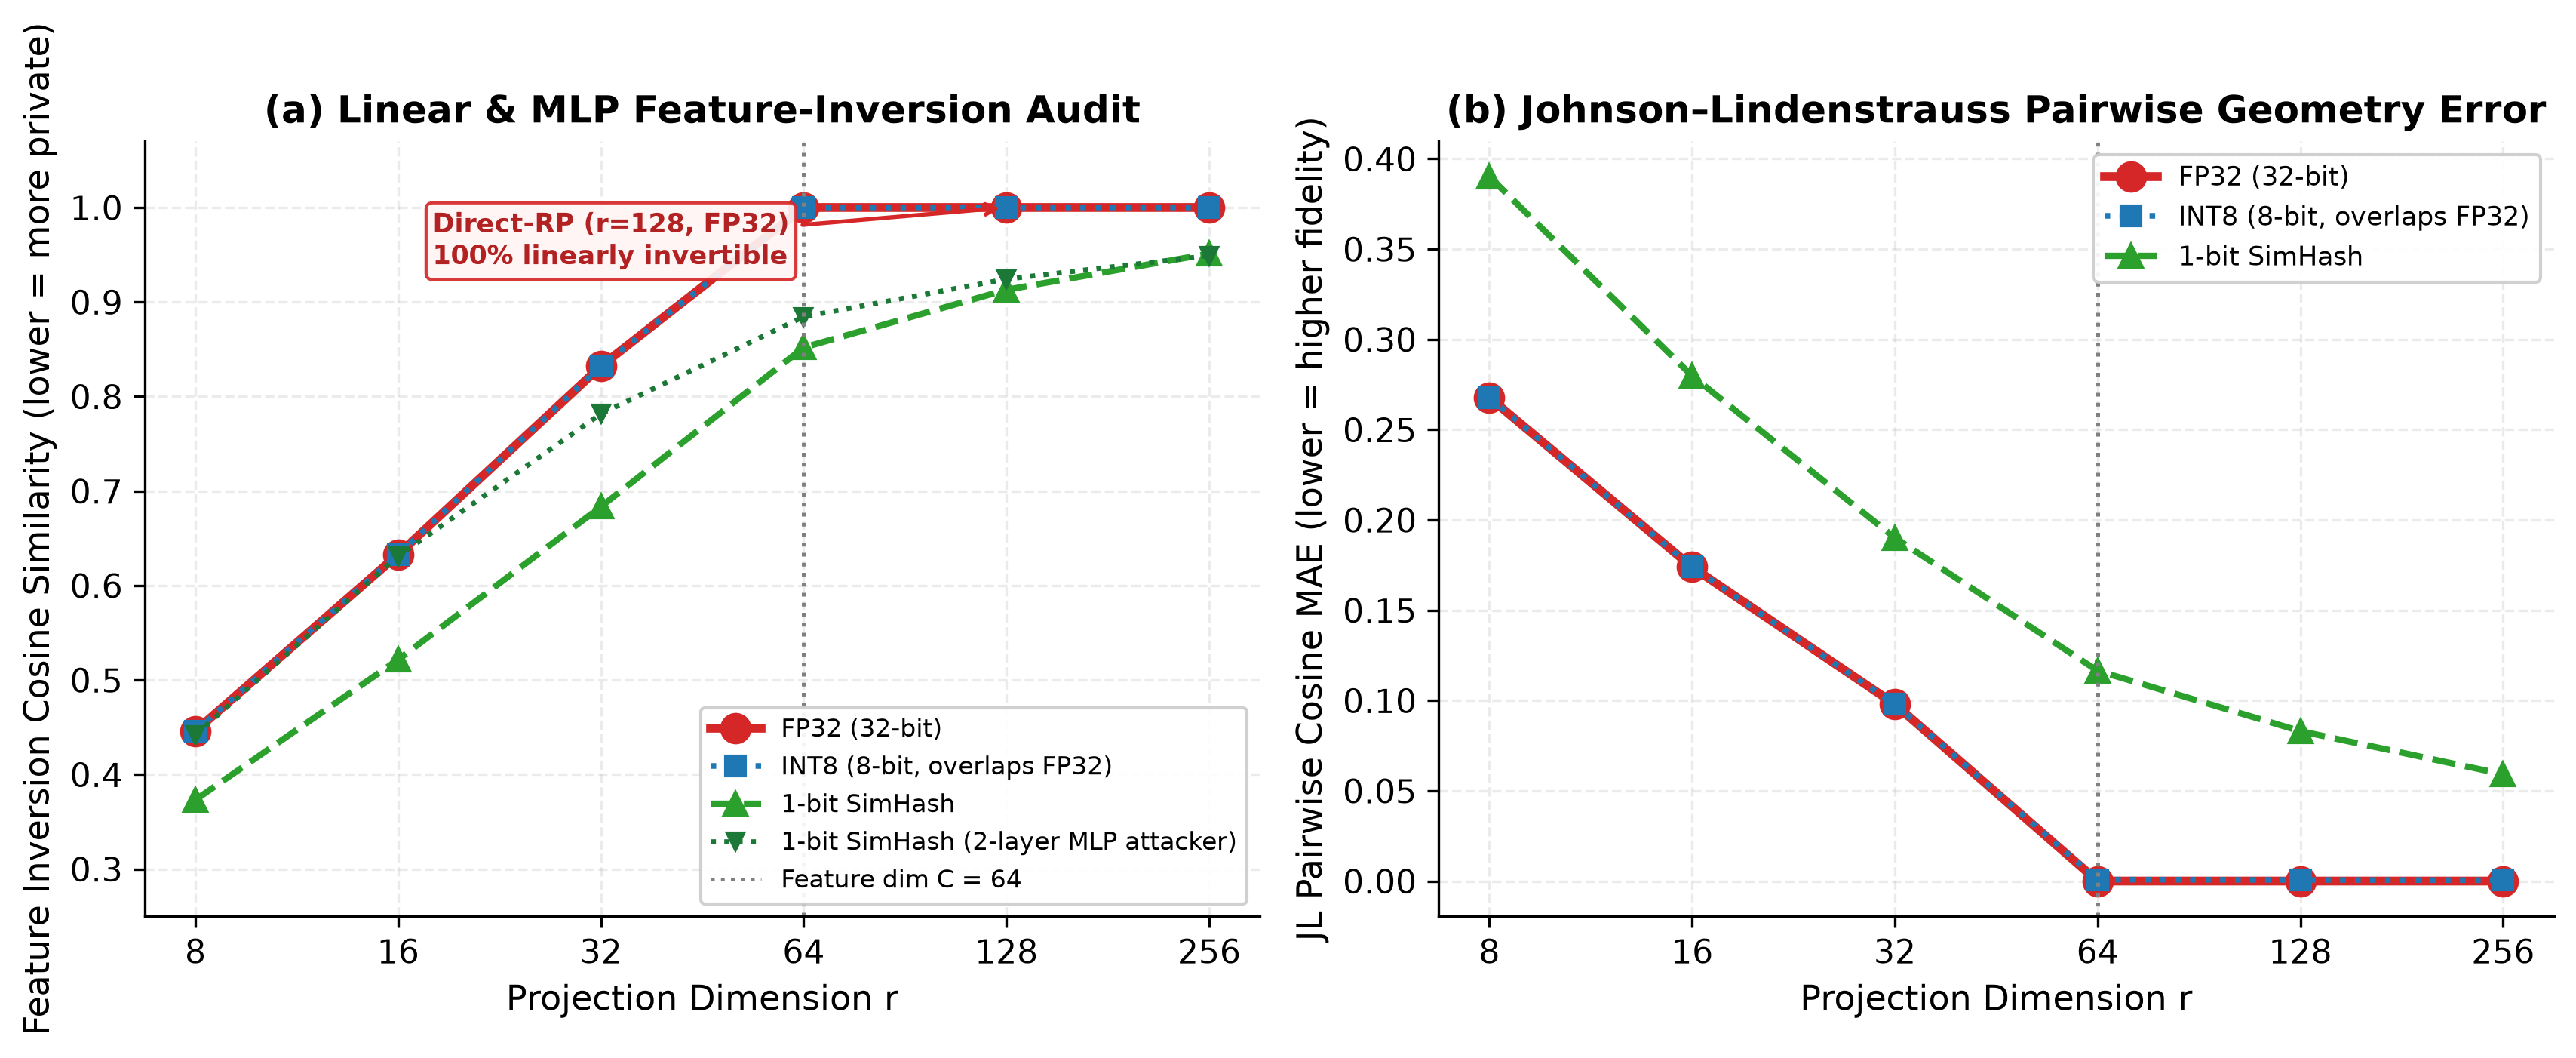 (a) Linear & MLP Feature-Inversion Audit
Feature Inversion Cosine Similarity (lower = more private)
1.0
0.9
0.8
0.7
0.6
0.5
0.4
0.3
Direct-RP (r=128, FP32)
100% linearly invertible
FP32 (32-bit)
INT8 (8-bit, overlaps FP32)
1-bit SimHash
1-bit SimHash (2-layer MLP attacker)
Feature dim C = 64
8 16 32 64 128 256
Projection Dimension r
(b) Johnson–Lindenstrauss Pairwise Geometry Error
JL Pairwise Cosine MAE (lower = higher fidelity)
0.40
0.35
0.30
0.25
0.20
0.15
0.10
0.05
0.00
FP32 (32-bit)
INT8 (8-bit, overlaps FP32)
1-bit SimHash
8 16 32 64 128 256
Projection Dimension r